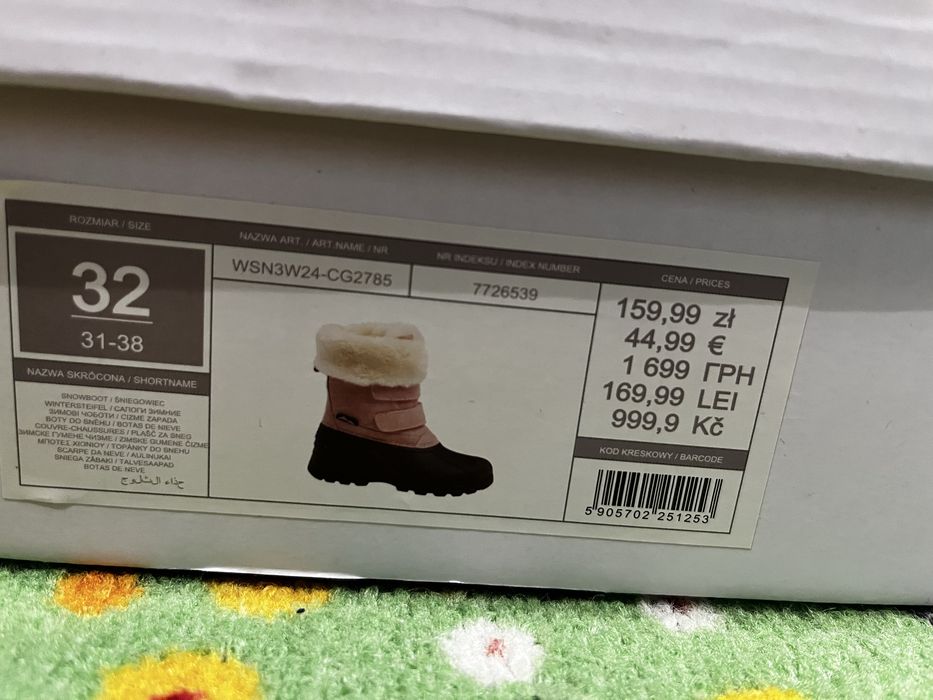 ROZMIAR / SIZE
32
31-38
NAZWA SKRÓCONA / SHORTNAME
SNOWBOOT / ŚNIEGOWIEC
WINTERSTEIFEL / САПОГИ ЗИМНИЕ
ЗИМОВІ ЧОБОТИ / CIZME ZAPADA
BOTY DO SNĚHU / BOTAS DE NIEVE
COUVRE-CHAUSSURES / PLAŠČ ZA SNEG
ЗИМСКЕ ГУМЕНЕ ЧИЗМЕ / ZIMSKE GUMENE ČIZME
ΜΠΟΤΕΣ ΧΙΟΝΙΟΥ / TOPÁNKY DO SNEHU
SCARPE DA NEVE / AULINUKAI
SNIEGA ZĀBAKI / TALVESAAPAD
BOTAS DE NEVE
حذاء الثلوج
NAZWA ART. / ART.NAME / NR
WSN3W24-CG2785
NR INDEKSU / INDEX NUMBER
7726539
CENA / PRICES
159,99 zł
44,99 €
1 699 ГРН
169,99 LEI
999,9 Kč
KOD KRESKOWY / BARCODE
5 905702 251253